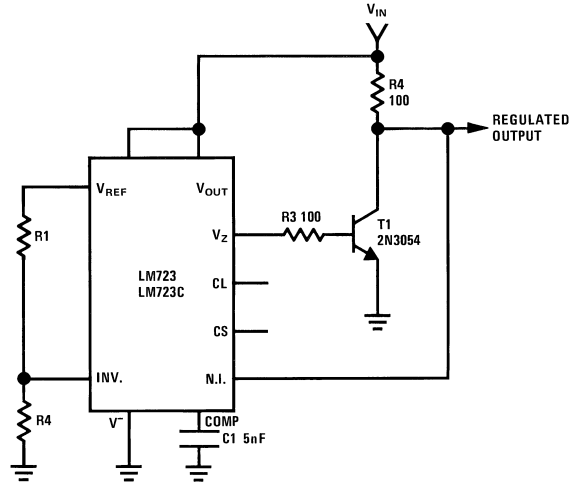 VIN
R4
100
REGULATED
OUTPUT
VREF
VOUT
R1
R3 100
T1
2N3054
VZ
LM723
LM723C
CL
CS
INV.
N.I.
R4
V−
COMP
C1 5nF